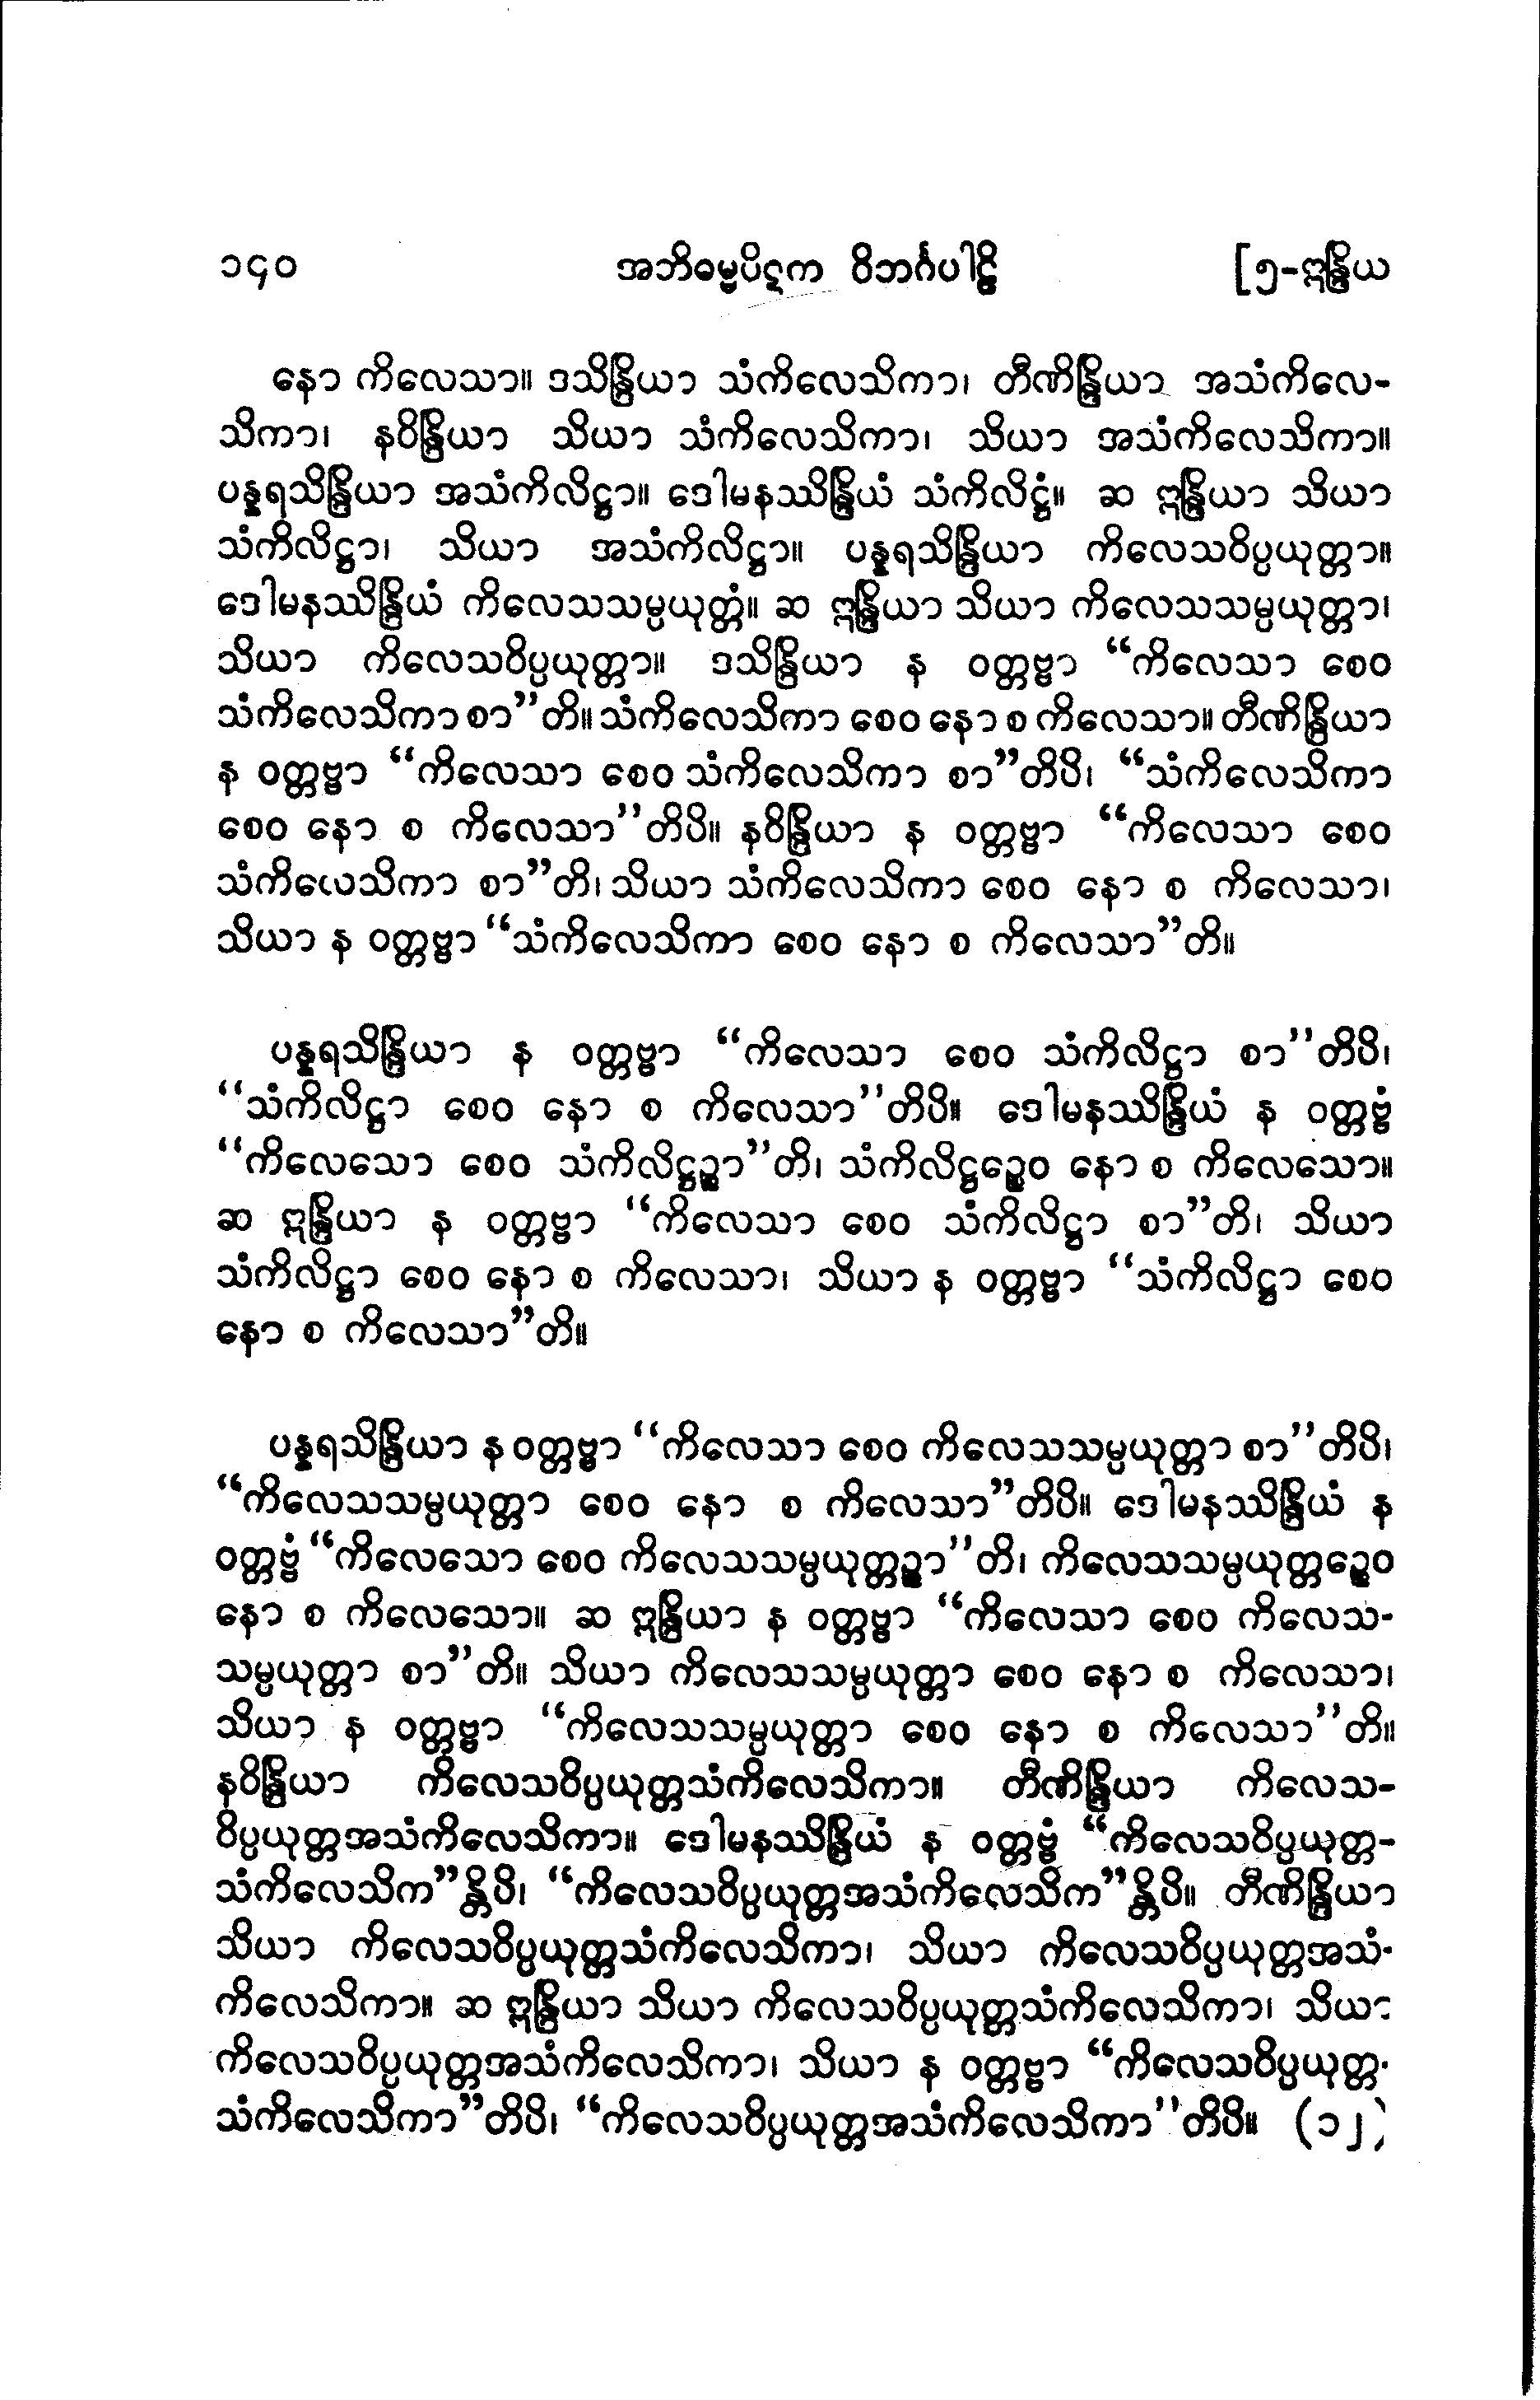 ၁၄၀ အဘိဓမ္မပိဋက ဝိဘင်္ဂပါဠိ [၅-ဣန္ဒြိယ
နော ကိလေသာ။ ဒသိန္ဒြိယာ သံကိလေသိကာ၊ တီဏိန္ဒြိယာ အသံကိလေ-
သိကာ၊ နဝိန္ဒြိယာ သိယာ သံကိလေသိကာ၊ သိယာ အသံကိလေသိကာ။
ပန္နရသိန္ဒြိယာ အသံကိလိဋ္ဌာ။ ဒေါမနဿိန္ဒြိယံ သံကိလိဋ္ဌံ။ ဆ ဣန္ဒြိယာ သိယာ
သံကိလိဋ္ဌာ၊ သိယာ အသံကိလိဋ္ဌာ။ ပန္နရသိန္ဒြိယာ ကိလေသဝိပ္ပယုတ္တာ။
ဒေါမနဿိန္ဒြိယံ ကိလေသသမ္ပယုတ္တံ။ ဆ ဣန္ဒြိယာ သိယာ ကိလေသသမ္ပယုတ္တာ၊
သိယာ ကိလေသဝိပ္ပယုတ္တာ။ ဒသိန္ဒြိယာ န ဝတ္တဗ္ဗာ “ကိလေသာ စေဝ
သံကိလေသိကာ စာ”တိ။ သံကိလေသိကာ စေဝ နော စ ကိလေသာ။ တီဏိန္ဒြိယာ
န ဝတ္တဗ္ဗာ “ကိလေသာ စေဝ သံကိလေသိကာ စာ”တိပိ၊ “သံကိလေသိကာ
စေဝ နော စ ကိလေသာ”တိပိ။ နဝိန္ဒြိယာ န ဝတ္တဗ္ဗာ “ကိလေသာ စေဝ
သံကိလေသိကာ စာ”တိ၊ သိယာ သံကိလေသိကာ စေဝ နော စ ကိလေသာ၊
သိယာ န ဝတ္တဗ္ဗာ “သံကိလေသိကာ စေဝ နော စ ကိလေသာ”တိ။
ပန္နရသိန္ဒြိယာ န ဝတ္တဗ္ဗာ “ကိလေသာ စေဝ သံကိလိဋ္ဌာ စာ”တိပိ၊
“သံကိလိဋ္ဌာ စေဝ နော စ ကိလေသာ”တိပိ။ ဒေါမနဿိန္ဒြိယံ န ဝတ္တဗ္ဗံ
“ကိလေသော စေဝ သံကိလိဋ္ဌဉ္စာ”တိ၊ သံကိလိဋ္ဌဉ္စေဝ နော စ ကိလေသော။
ဆ ဣန္ဒြိယာ န ဝတ္တဗ္ဗာ “ကိလေသာ စေဝ သံကိလိဋ္ဌာ စာ”တိ၊ သိယာ
သံကိလိဋ္ဌာ စေဝ နော စ ကိလေသာ၊ သိယာ န ဝတ္တဗ္ဗာ “သံကိလိဋ္ဌာ စေဝ
နော စ ကိလေသာ”တိ။
ပန္နရသိန္ဒြိယာ န ဝတ္တဗ္ဗာ “ကိလေသာ စေဝ ကိလေသသမ္ပယုတ္တာ စာ”တိပိ၊
“ကိလေသသမ္ပယုတ္တာ စေဝ နော စ ကိလေသာ”တိပိ။ ဒေါမနဿိန္ဒြိယံ န
ဝတ္တဗ္ဗံ “ကိလေသော စေဝ ကိလေသသမ္ပယုတ္တဉ္စာ”တိ၊ ကိလေသသမ္ပယုတ္တဉ္စေဝ
နော စ ကိလေသော။ ဆ ဣန္ဒြိယာ န ဝတ္တဗ္ဗာ “ကိလေသာ စေဝ ကိလေသ-
သမ္ပယုတ္တာ စာ”တိ။ သိယာ ကိလေသသမ္ပယုတ္တာ စေဝ နော စ ကိလေသာ၊
သိယာ န ဝတ္တဗ္ဗာ “ကိလေသသမ္ပယုတ္တာ စေဝ နော စ ကိလေသာ”တိ။
နဝိန္ဒြိယာ ကိလေသဝိပ္ပယုတ္တသံကိလေသိကာ။ တီဏိန္ဒြိယာ ကိလေသ-
ဝိပ္ပယုတ္တအသံကိလေသိကာ။ ဒေါမနဿိန္ဒြိယံ န ဝတ္တဗ္ဗံ “ကိလေသဝိပ္ပယုတ္တ-
သံကိလေသိက”န္တိပိ၊ “ကိလေသဝိပ္ပယုတ္တအသံကိလေသိက”န္တိပိ။ တီဏိန္ဒြိယာ
သိယာ ကိလေသဝိပ္ပယုတ္တသံကိလေသိကာ၊ သိယာ ကိလေသဝိပ္ပယုတ္တအသံ-
ကိလေသိကာ။ ဆ ဣန္ဒြိယာ သိယာ ကိလေသဝိပ္ပယုတ္တသံကိလေသိကာ၊ သိယာ
ကိလေသဝိပ္ပယုတ္တအသံကိလေသိကာ၊ သိယာ န ဝတ္တဗ္ဗာ “ကိလေသဝိပ္ပယုတ္တ-
သံကိလေသိကာ”တိပိ၊ “ကိလေသဝိပ္ပယုတ္တအသံကိလေသိကာ”တိပိ။ (၁၂)